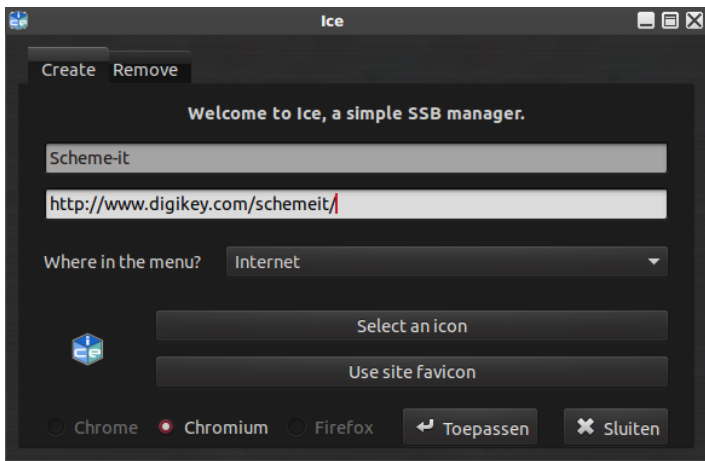 Ice
Create Remove
Welcome to Ice, a simple SSB manager.
Scheme-it
http://www.digikey.com/schemeit/
Where in the menu? Internet
Select an icon
ice
Use site favicon
Chrome Chromium Firefox Toepassen Sluiten